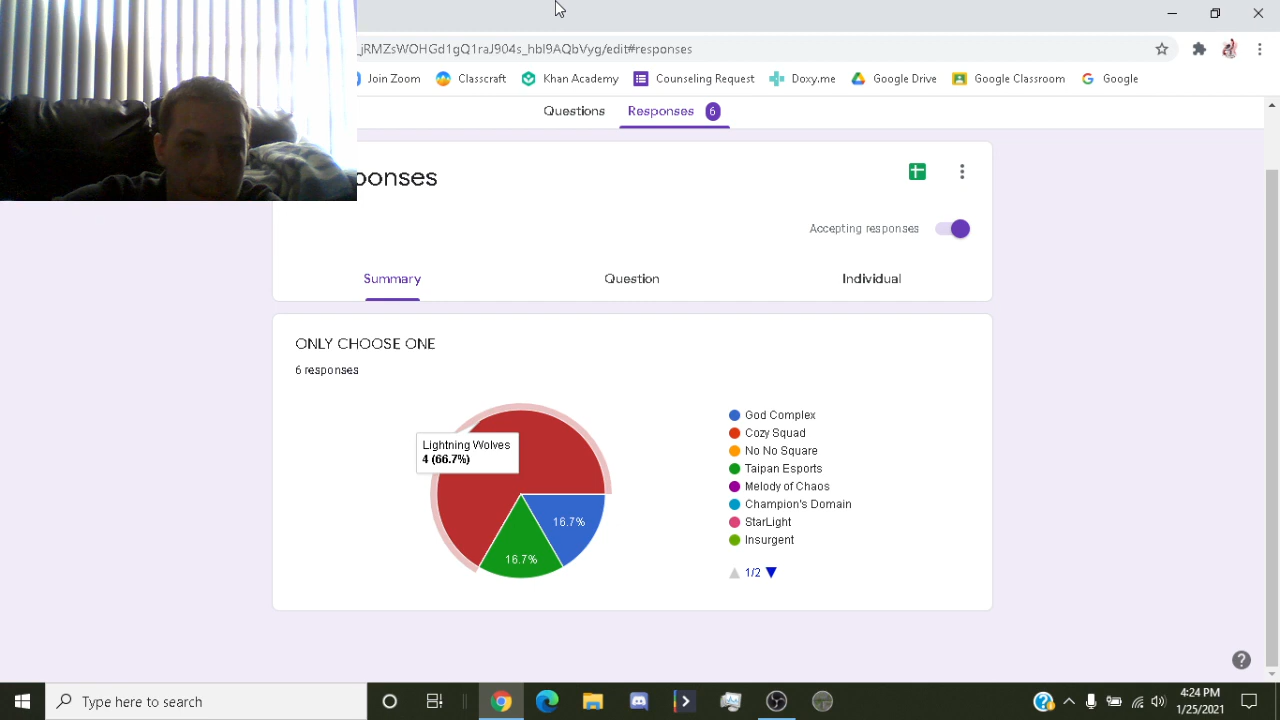 _jRMZsWOHGd1gQ1raJ904s_hbI9AQbVyg/edit#responses
Join Zoom Classcraft Khan Academy Counseling Request Doxy.me Google Drive Google Classroom Google
Questions Responses 6
ponses
Accepting responses
Summary Question Individual
ONLY CHOOSE ONE
6 responses
Lightning Wolves
4 (66.7%)
16.7%
16.7%
God Complex
Cozy Squad
No No Square
Taipan Esports
Melody of Chaos
Champion's Domain
StarLight
Insurgent
1/2
Type here to search
4:24 PM
1/25/2021